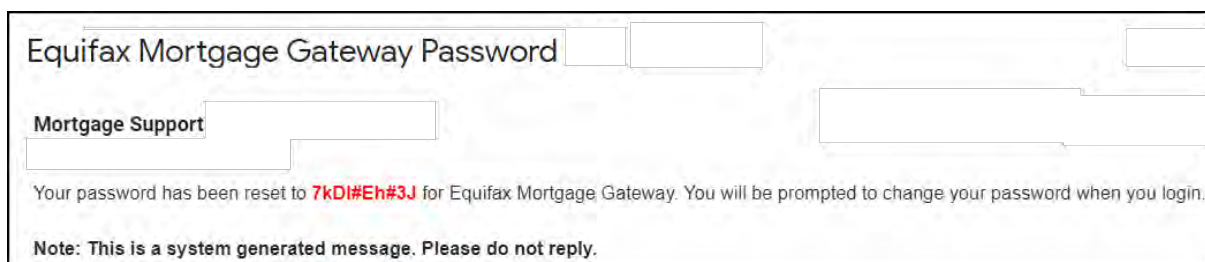 Equifax Mortgage Gateway Password
Mortgage Support
Your password has been reset to 7kDI#Eh#3J for Equifax Mortgage Gateway. You will be prompted to change your password when you login.
Note: This is a system generated message. Please do not reply.